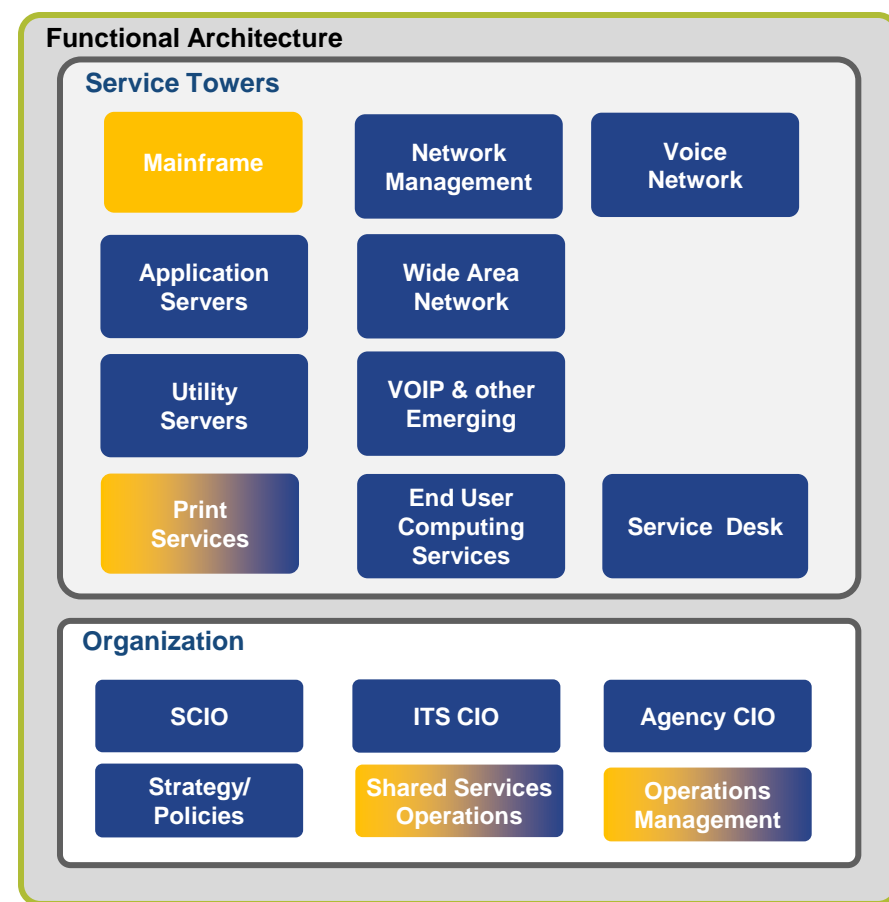 Functional Architecture
Service Towers
Mainframe
Network
Management
Voice
Network
Application
Servers
Wide Area
Network
Utility
Servers
VOIP & other
Emerging
Print
Services
End User
Computing
Services
Service Desk
Organization
SCIO
ITS CIO
Agency CIO
Strategy/
Policies
Shared Services
Operations
Operations
Management